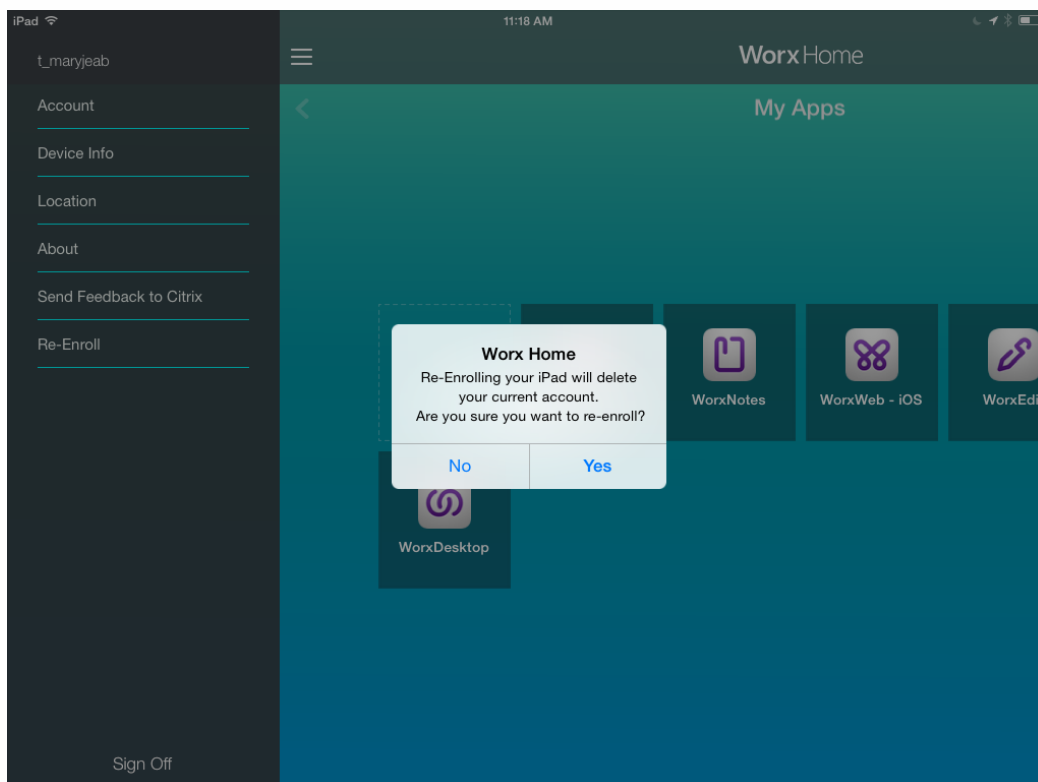 iPad
11:18 AM
t_maryjeab
Account
Device Info
Location
About
Send Feedback to Citrix
Re-Enroll
Sign Off
WorxHome
My Apps
Worx Home
Re-Enrolling your iPad will delete
your current account.
Are you sure you want to re-enroll?
No
Yes
WorxNotes
WorxWeb - iOS
WorxEdi
WorxDesktop